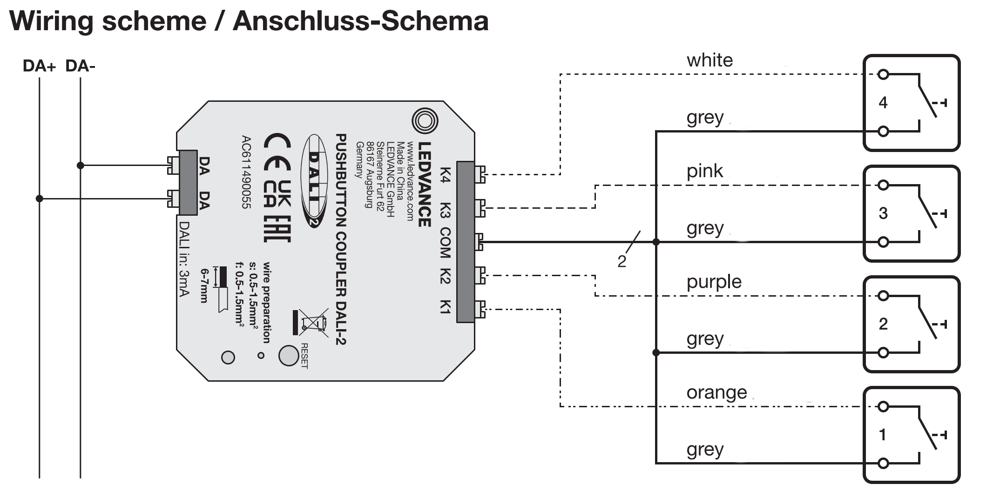 Wiring scheme / Anschluss-Schema
DA+ DA-
white
4
grey
pink
3
grey
2
purple
2
grey
orange
1
grey
K4
K3
COM
K2
K1
LEDVANCE
www.ledvance.com
Made in China
LEDVANCE GmbH
Steinerne Furt 62
86167 Augsburg
Germany
PUSHBUTTON COUPLER DALI-2
DALI
2
CE
UK
CA
EAC
AC611490055
wire preparation
s: 0.5-1.5mm²
f: 0.5-1.5mm²
6-7mm
RESET
DA
DA
DALI in: 3mA